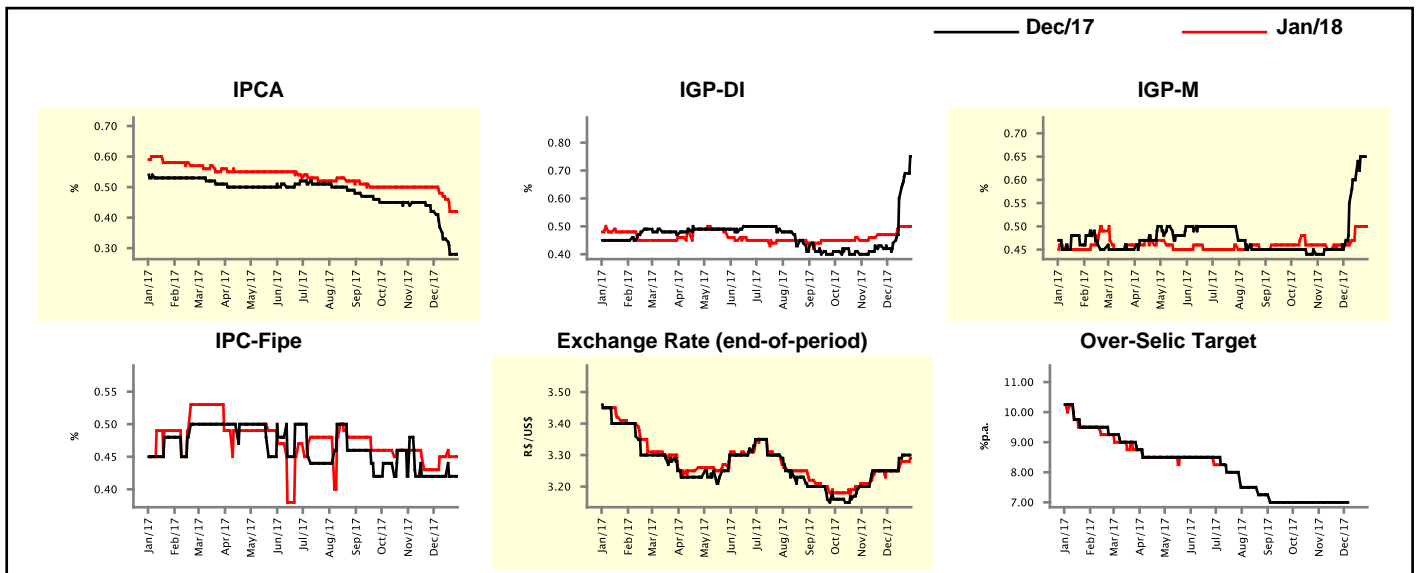 Dec/17 Jan/18
IPCA
0.70
0.60
0.50
0.30
%
Jan/17 Feb/17 Mar/17 Apr/17 May/17 Jun/17 Jul/17 Aug/17 Sep/17 Oct/17 Nov/17 Dec/17
IGP-DI
0.80
0.70
0.60
0.50
0.40
%
Jan/17 Feb/17 Mar/17 Apr/17 May/17 Jun/17 Jul/17 Aug/17 Sep/17 Oct/17 Nov/17 Dec/17
IGP-M
0.70
0.65
0.60
0.55
0.50
0.45
%
Jan/17 Feb/17 Mar/17 Apr/17 May/17 Jun/17 Jul/17 Aug/17 Sep/17 Oct/17 Nov/17 Dec/17
IPC-Fipe
0.55
0.50
0.45
0.40
%
Jan/17 Feb/17 Mar/17 Apr/17 May/17 Jun/17 Jul/17 Aug/17 Sep/17 Oct/17 Nov/17 Dec/17
Exchange Rate (end-of-period)
3.50
3.40
3.30
3.20
R$/US$
Jan/17 Feb/17 Mar/17 Apr/17 May/17 Jun/17 Jul/17 Aug/17 Sep/17 Oct/17 Nov/17 Dec/17
Over-Selic Target
11.00
10.00
9.00
8.00
7.00
%p.a.
Jan/17 Feb/17 Mar/17 Apr/17 May/17 Jun/17 Jul/17 Aug/17 Sep/17 Oct/17 Nov/17 Dec/17